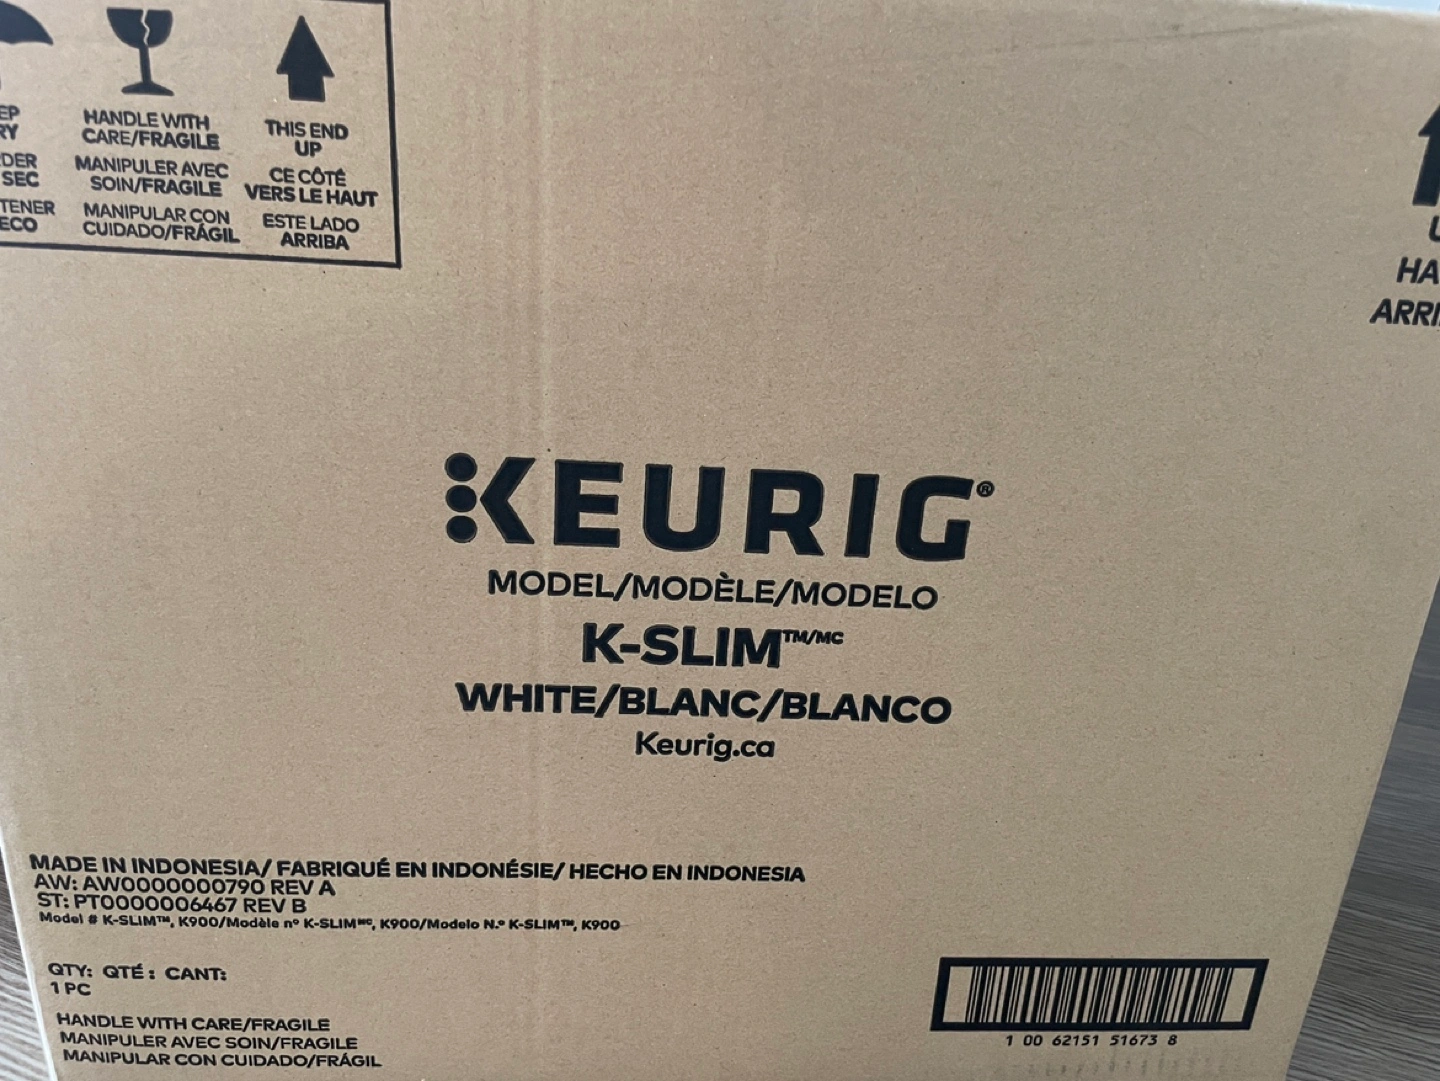 HANDLE WITH
CARE/FRAGILE
MANIPULER AVEC
SOIN/FRAGILE
MANIPULAR CON
CUIDADO/FRÁGIL
THIS END
UP
CE CÔTÉ
VERS LE HAUT
ESTE LADO
ARRIBA
KEURIG®
MODEL/MODÈLE/MODELO
K-SLIM™/MC
WHITE/BLANC/BLANCO
Keurig.ca
MADE IN INDONESIA/ FABRIQUÉ EN INDONÉSIE/ HECHO EN INDONESIA
AW: AW0000000790 REV A
ST: PT0000006467 REV B
Model # K-SLIM™, K900/Modèle nº K-SLIMᴹᶜ, K900/Modelo N.º K-SLIM™, K900
QTY: QTÉ : CANT:
1 PC
HANDLE WITH CARE/FRAGILE
MANIPULER AVEC SOIN/FRAGILE
MANIPULAR CON CUIDADO/FRÁGIL
1 00 62151 51673 8